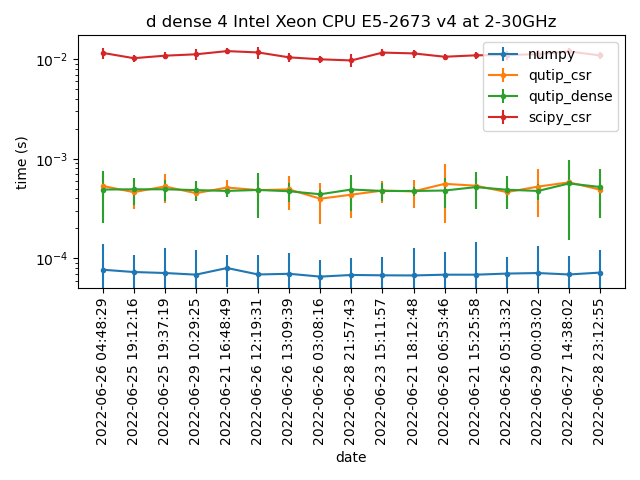 d dense 4 Intel Xeon CPU E5-2673 v4 at 2-30GHz
time (s)
10⁻²
10⁻³
10⁻⁴
numpy
qutip_csr
qutip_dense
scipy_csr
2022-06-26 04:48:29
2022-06-25 19:12:16
2022-06-25 19:37:19
2022-06-29 10:29:25
2022-06-21 16:48:49
2022-06-26 12:19:31
2022-06-26 13:09:39
2022-06-26 03:08:16
2022-06-28 21:57:43
2022-06-23 15:11:57
2022-06-21 18:12:48
2022-06-26 06:53:46
2022-06-21 15:25:58
2022-06-26 05:13:32
2022-06-29 00:03:02
2022-06-27 14:38:02
2022-06-28 23:12:55
date